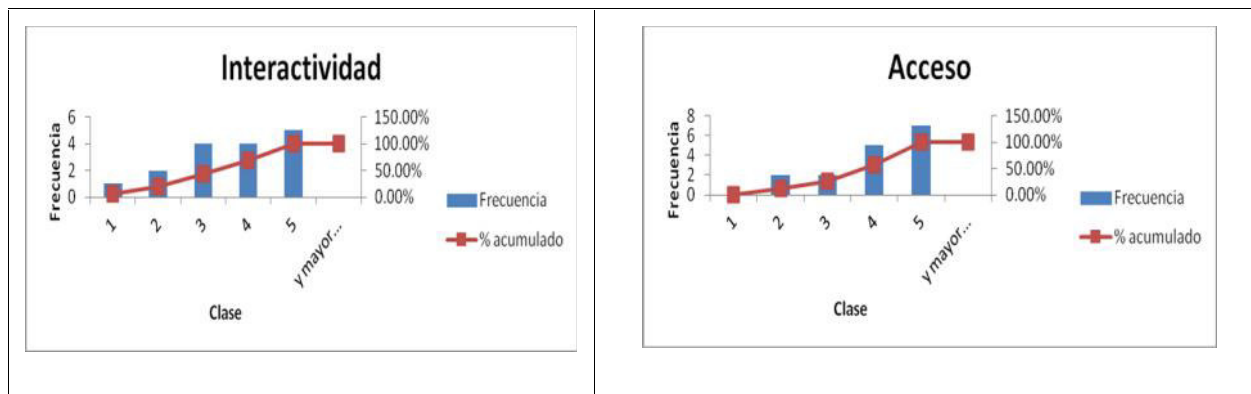 Interactividad
Frecuencia
6
4
2
0
150.00%
100.00%
50.00%
0.00%
1
2
3
4
5
y mayor...
Clase
Frecuencia
% acumulado
Acceso
Frecuencia
8
6
4
2
0
150.00%
100.00%
50.00%
0.00%
1
2
3
4
5
y mayor...
Clase
Frecuencia
% acumulado